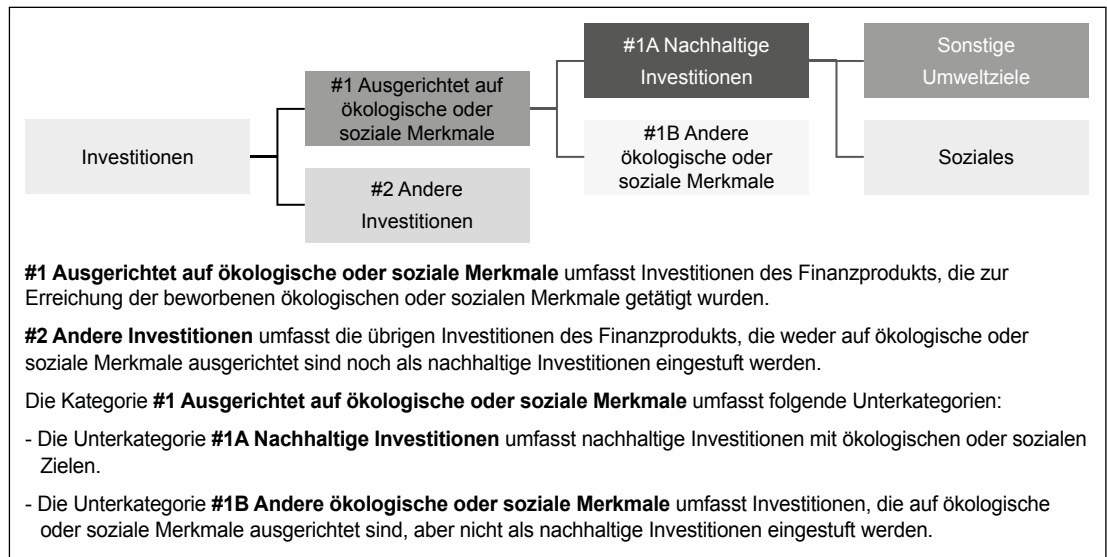 Investitionen
#1 Ausgerichtet auf
ökologische oder
soziale Merkmale
#2 Andere
Investitionen
#1A Nachhaltige
Investitionen
#1B Andere
ökologische oder
soziale Merkmale
Sonstige
Umweltziele
Soziales
#1 Ausgerichtet auf ökologische oder soziale Merkmale umfasst Investitionen des Finanzprodukts, die zur
Erreichung der beworbenen ökologischen oder sozialen Merkmale getätigt wurden.
#2 Andere Investitionen umfasst die übrigen Investitionen des Finanzprodukts, die weder auf ökologische oder
soziale Merkmale ausgerichtet sind noch als nachhaltige Investitionen eingestuft werden.
Die Kategorie #1 Ausgerichtet auf ökologische oder soziale Merkmale umfasst folgende Unterkategorien:
- Die Unterkategorie #1A Nachhaltige Investitionen umfasst nachhaltige Investitionen mit ökologischen oder sozialen
Zielen.
- Die Unterkategorie #1B Andere ökologische oder soziale Merkmale umfasst Investitionen, die auf ökologische
oder soziale Merkmale ausgerichtet sind, aber nicht als nachhaltige Investitionen eingestuft werden.